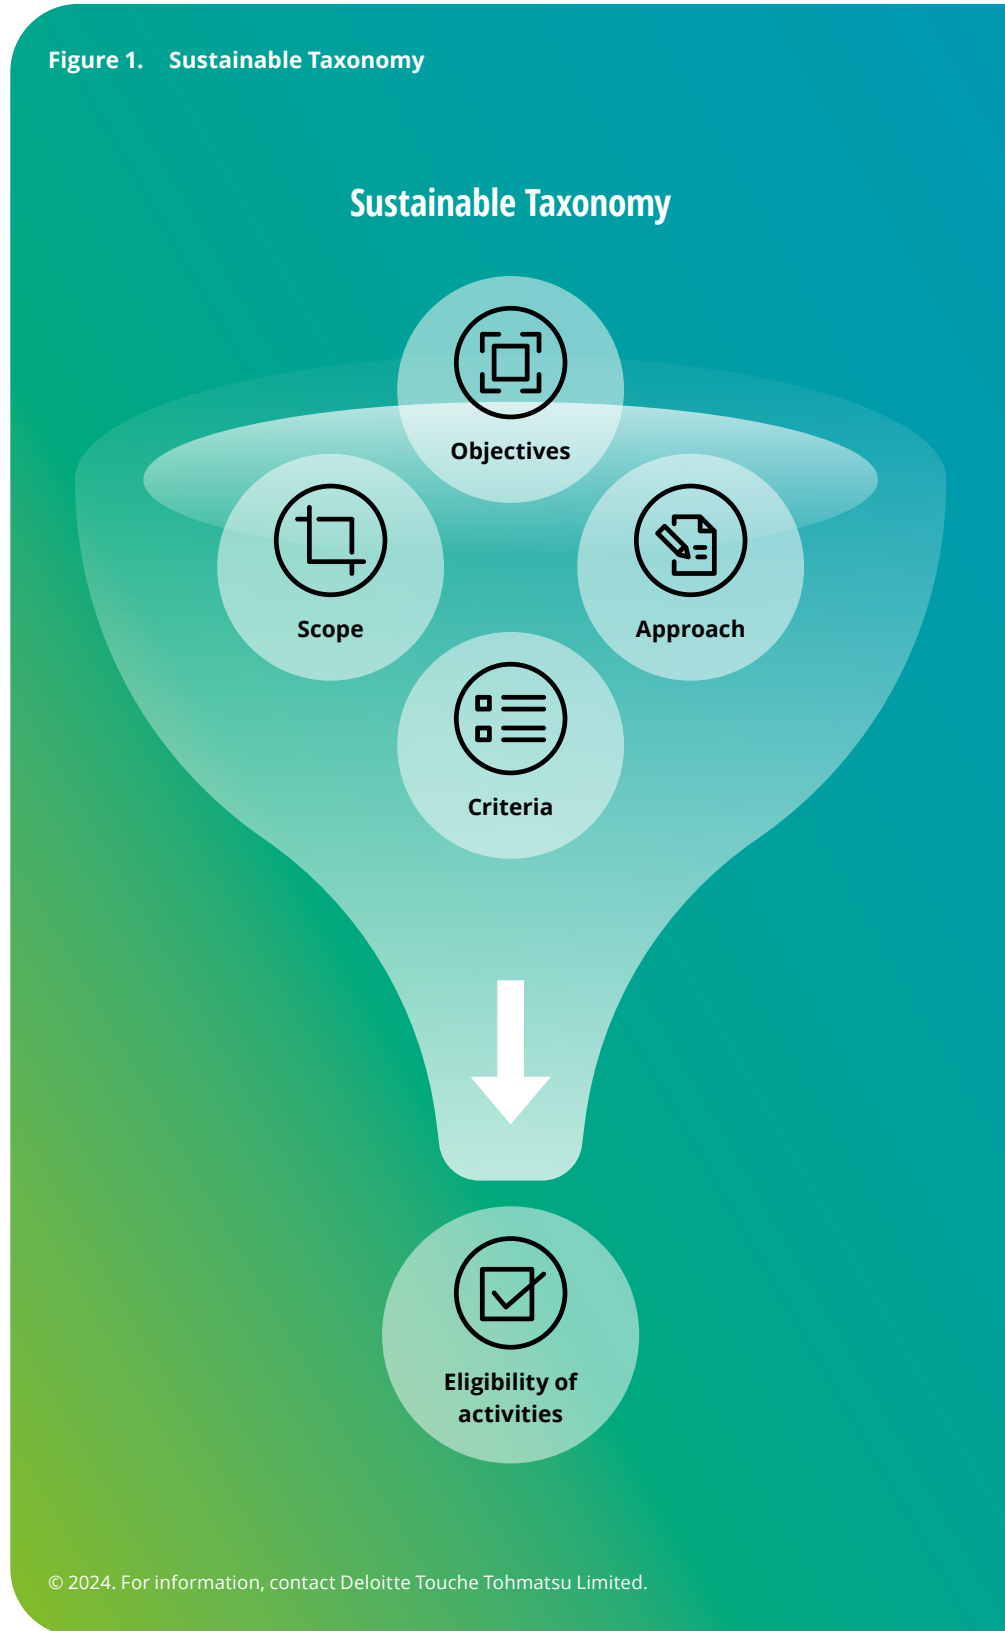 Figure 1. Sustainable Taxonomy
Sustainable Taxonomy
Objectives
Scope
Approach
Criteria
Eligibility of
activities
© 2024. For information, contact Deloitte Touche Tohmatsu Limited.